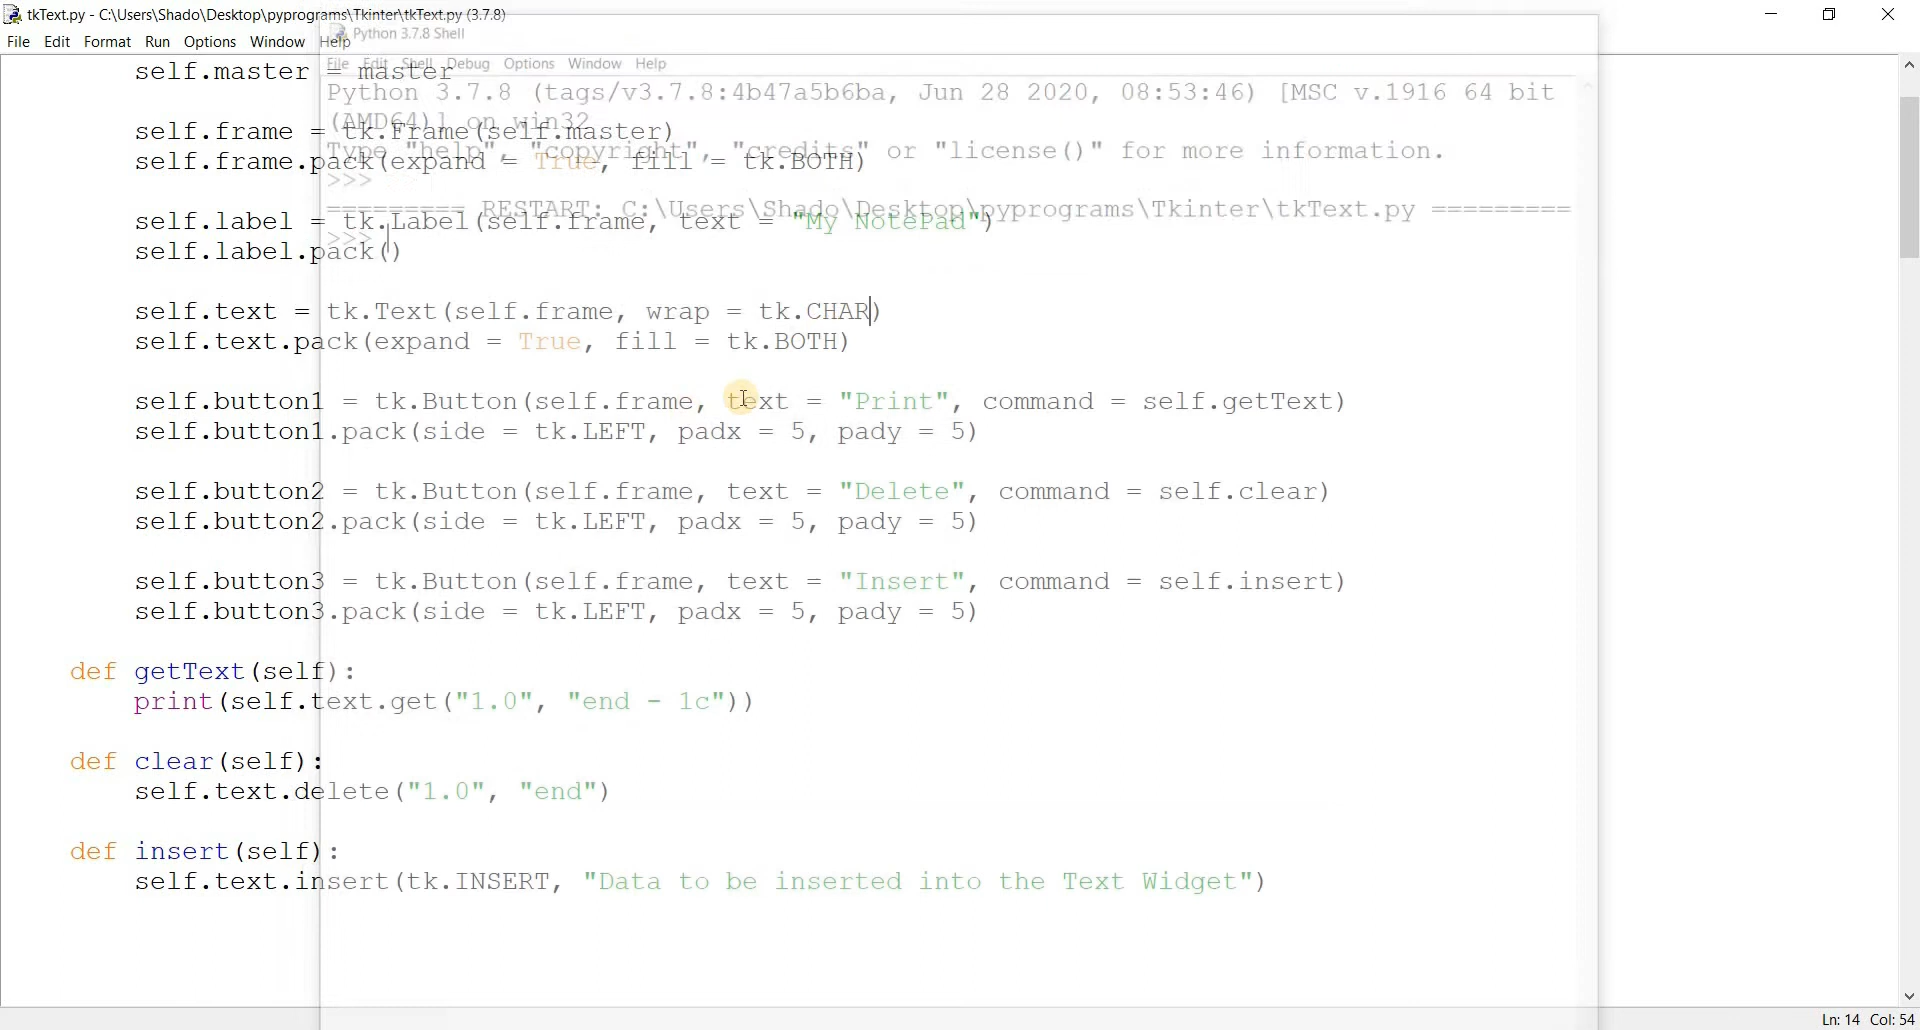 tkText.py - C:\Users\Shado\Desktop\pyprograms\Tkinter\tkText.py (3.7.8)
File Edit Format Run Options Window Help
Python 3.7.8 Shell
File Edit Shell Debug Options Window Help
self.master = master
Python 3.7.8 (tags/v3.7.8:4b47a5b6ba, Jun 28 2020, 08:53:46) [MSC v.1916 64 bit
(AMD64)] on win32
self.frame = tk.Frame(self.master)
Type "help", "copyright", "credits" or "license()" for more information.
self.frame.pack(expand = True, fill = tk.BOTH)
>>>
========= RESTART: C:\Users\Shado\Desktop\pyprograms\Tkinter\tkText.py =========
self.label = tk.Label(self.frame, text = "My NotePad")
>>>
self.label.pack()
self.text = tk.Text(self.frame, wrap = tk.CHAR)
self.text.pack(expand = True, fill = tk.BOTH)
self.button1 = tk.Button(self.frame, text = "Print", command = self.getText)
self.button1.pack(side = tk.LEFT, padx = 5, pady = 5)
self.button2 = tk.Button(self.frame, text = "Delete", command = self.clear)
self.button2.pack(side = tk.LEFT, padx = 5, pady = 5)
self.button3 = tk.Button(self.frame, text = "Insert", command = self.insert)
self.button3.pack(side = tk.LEFT, padx = 5, pady = 5)
def getText(self):
print(self.text.get("1.0", "end - 1c"))
def clear(self):
self.text.delete("1.0", "end")
def insert(self):
self.text.insert(tk.INSERT, "Data to be inserted into the Text Widget")
Ln: 14 Col: 54